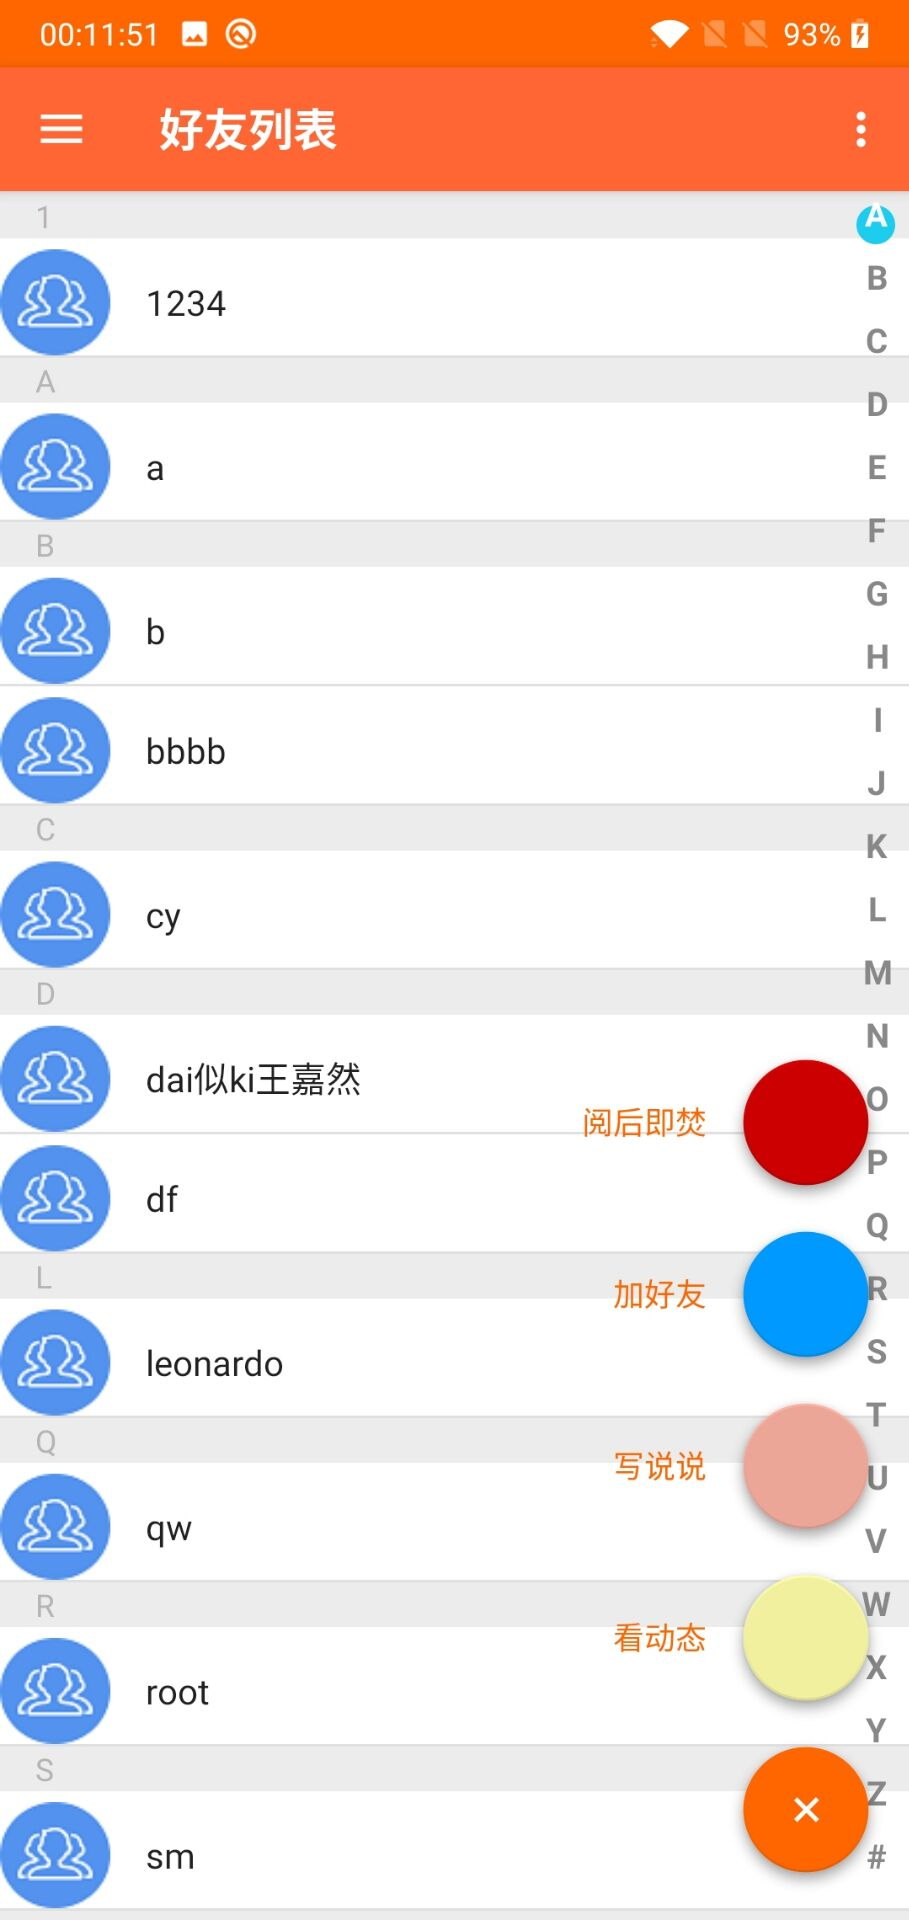 00:11:51 93%
好友列表
1
1234
A
a
B
b
bbbb
C
cy
D
dai似ki王嘉然
阅后即焚
df
L
加好友
leonardo
Q
写说说
qw
R
看动态
root
S
sm
A
B
C
D
E
F
G
H
I
J
K
L
M
N
O
P
Q
R
S
T
U
V
W
X
Y
Z
#